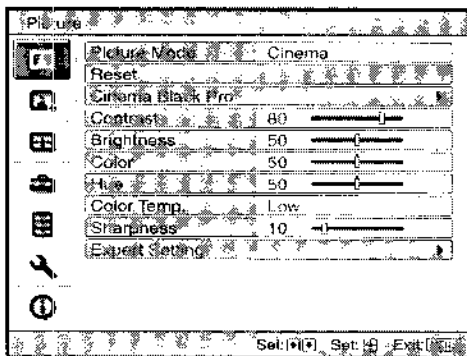 Picture
Picture Mode Cinema
Reset
Cinema Black Pro
Contrast 80
Brightness 50
Color 50
Hue 50
Color Temp. Low
Sharpness 10
Expert Setting
Sel: Set: Exit: